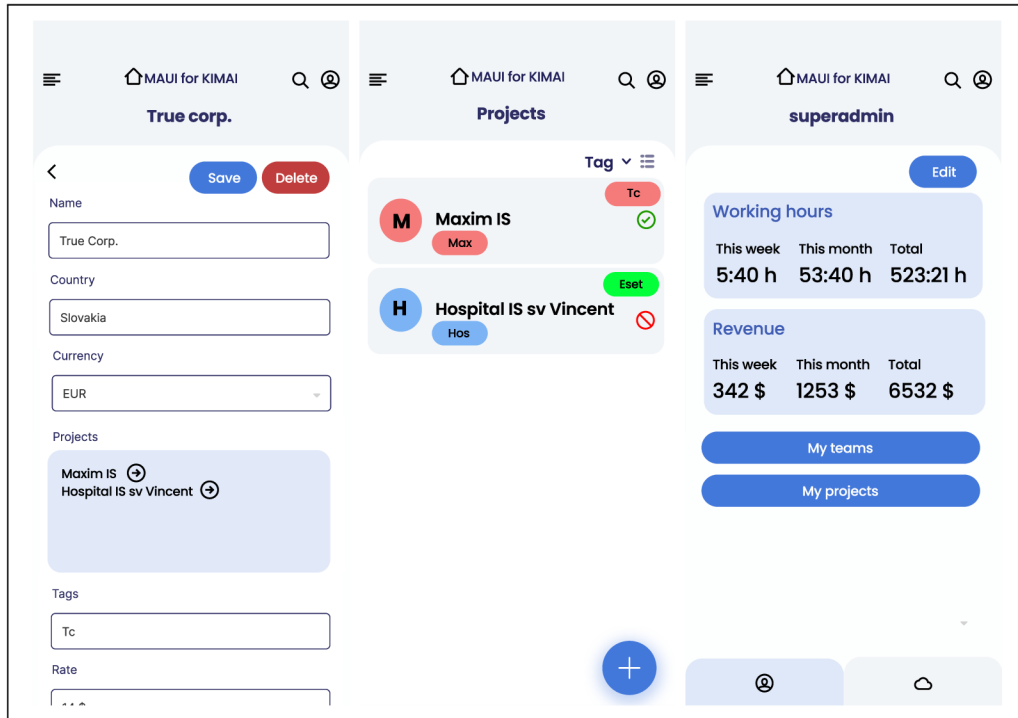 MAUI for KIMAI
True corp.
Save
Delete
Name
True Corp.
Country
Slovakia
Currency
EUR
Projects
Maxim IS
Hospital IS sv Vincent
Tags
Tc
Rate
MAUI for KIMAI
Projects
Tag
Tc
M
Maxim IS
Max
Eset
H
Hospital IS sv Vincent
Hos
MAUI for KIMAI
superadmin
Edit
Working hours
This week This month Total
5:40 h 53:40 h 523:21 h
Revenue
This week This month Total
342 $ 1253 $ 6532 $
My teams
My projects